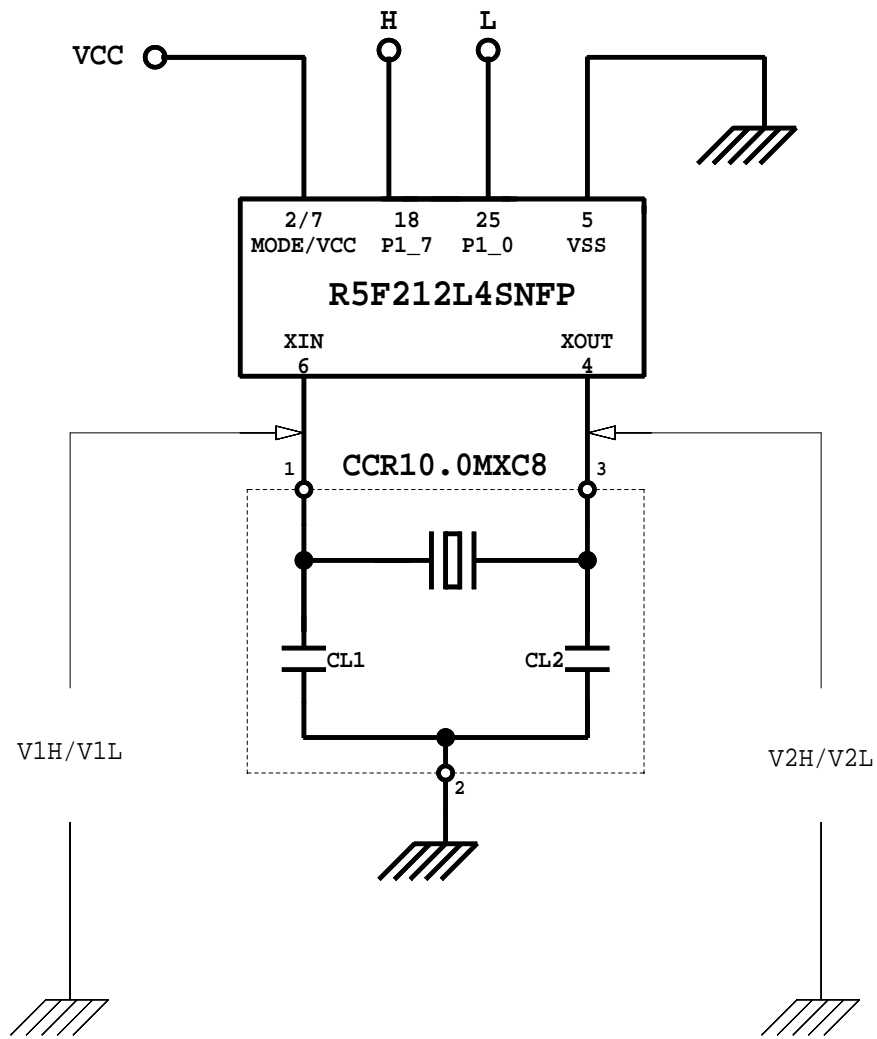 H L
VCC
2/7 18 25 5
MODE/VCC P1_7 P1_0 VSS
R5F212L4SNFP
XIN XOUT
6 4
1 CCR10.0MXC8 3
CL1 CL2
V1H/V1L V2H/V2L
2